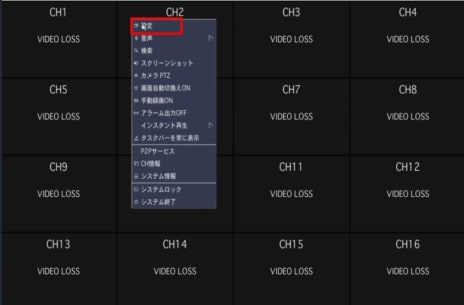 CH1
CH2
CH3
CH4
VIDEO LOSS
VIDEO LOSS
VIDEO LOSS
設定
音声
検索
スクリーンショット
カメラ PTZ
画面自動切換えON
手動録画ON
アラーム出力OFF
インスタント再生
タスクバーを常に表示
P2Pサービス
CH情報
システム情報
システムロック
システム終了
CH5
CH7
CH8
VIDEO LOSS
VIDEO LOSS
VIDEO LOSS
CH9
CH11
CH12
VIDEO LOSS
VIDEO LOSS
VIDEO LOSS
CH13
CH14
CH15
CH16
VIDEO LOSS
VIDEO LOSS
VIDEO LOSS
VIDEO LOSS